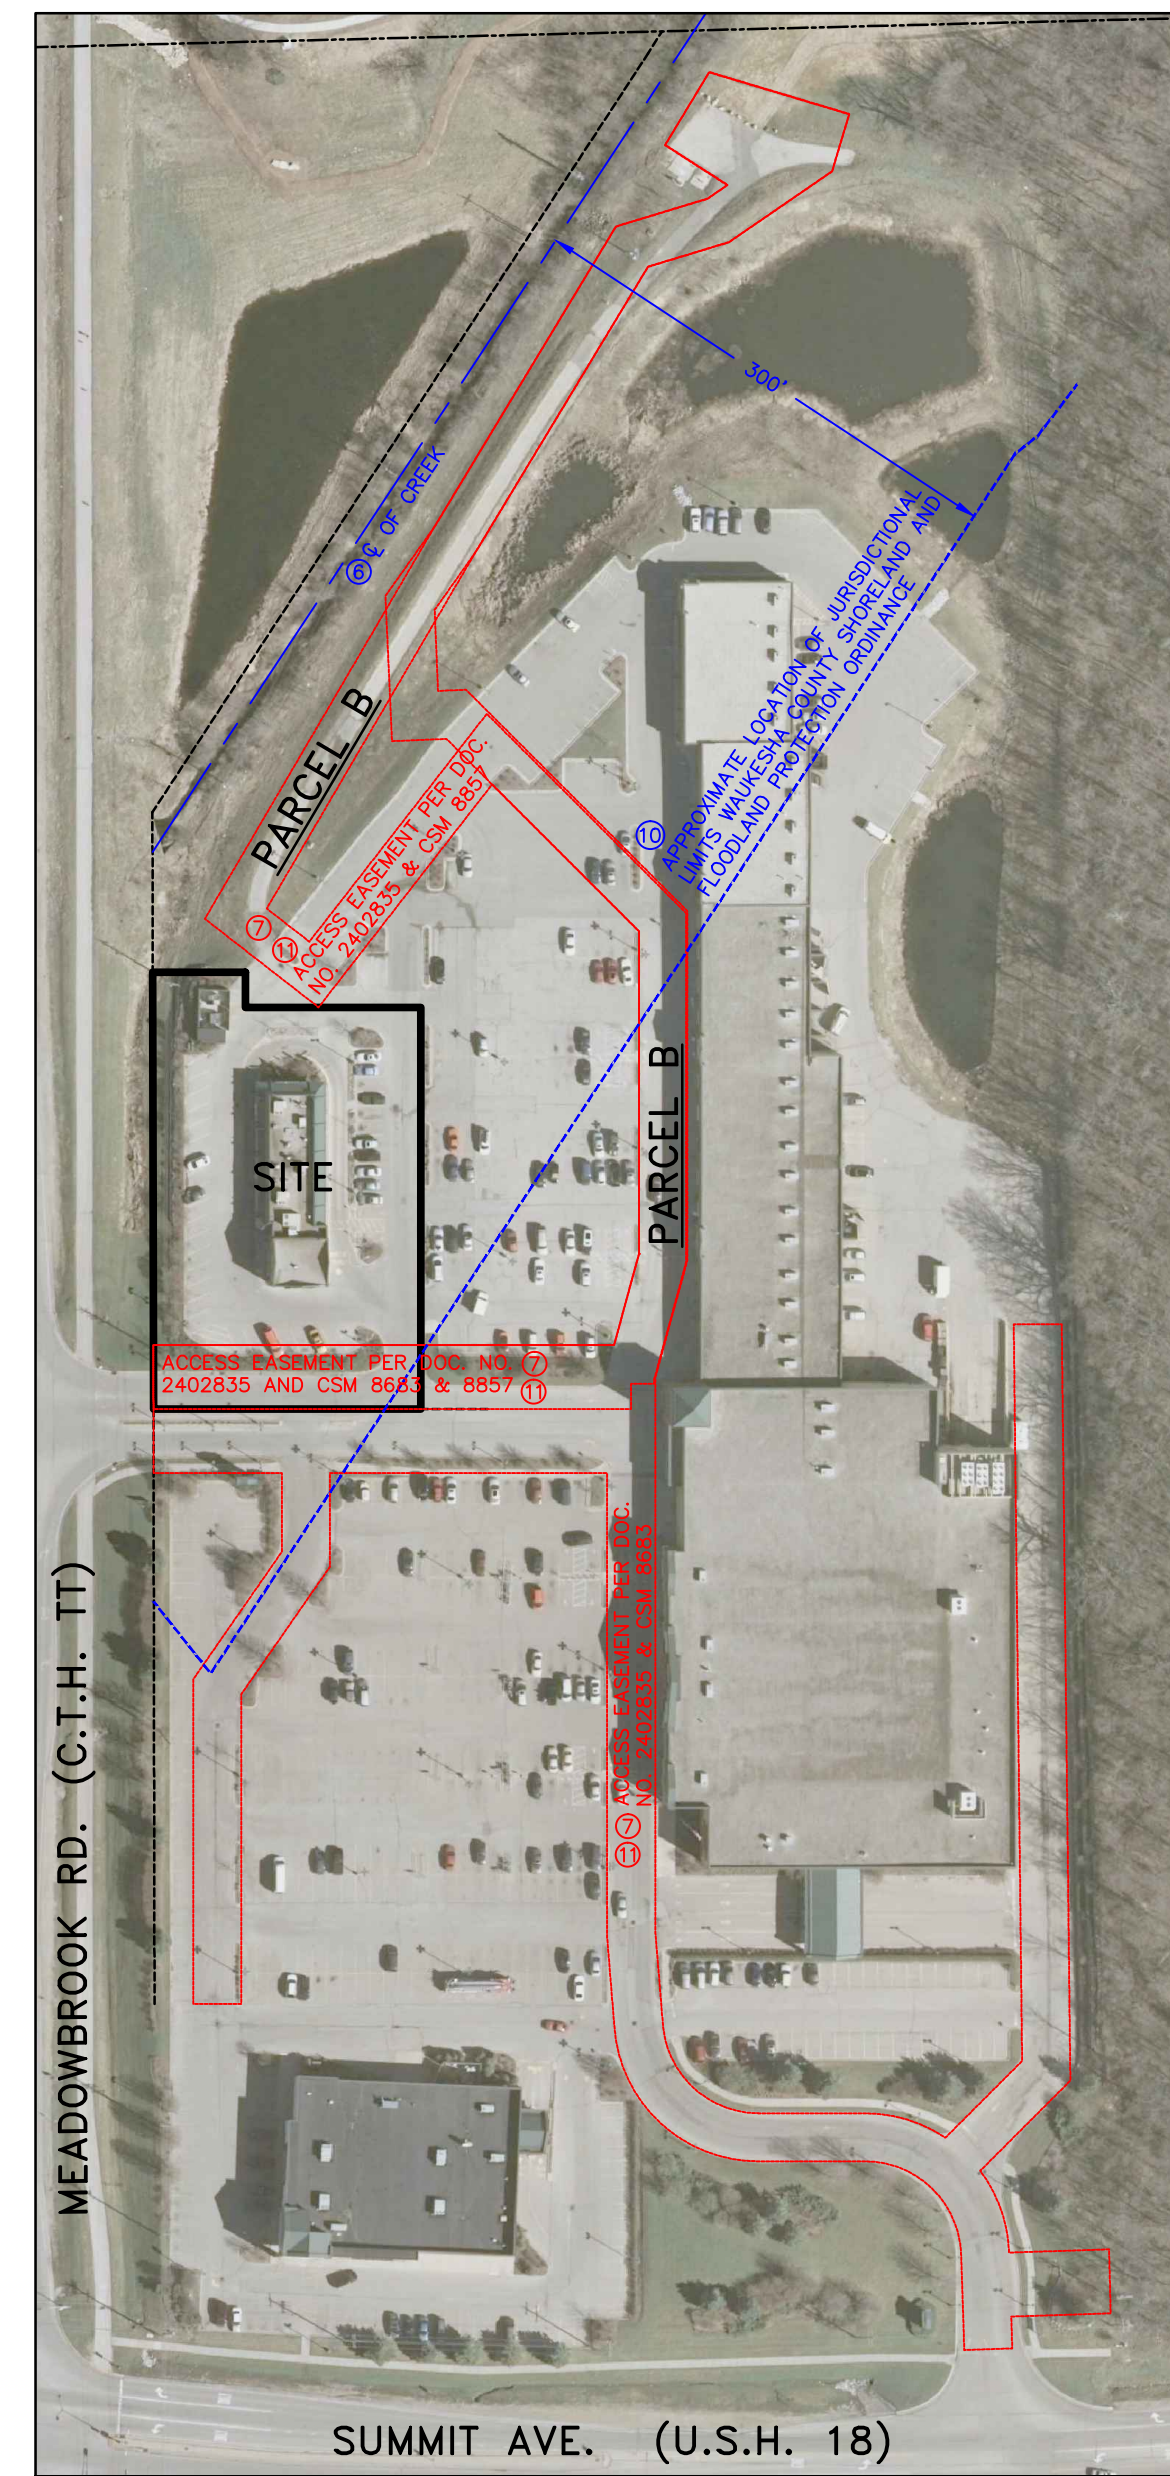 300'
⑥ ℄ OF CREEK
⑩ APPROXIMATE LOCATION OF JURISDICTIONAL
LIMITS WAUKESHA COUNTY SHORELAND AND
FLOODLAND PROTECTION ORDINANCE
PARCEL B
⑦
⑪
ACCESS EASEMENT PER DOC.
NO. 2402835 & CSM 8857
PARCEL B
SITE
ACCESS EASEMENT PER DOC. NO. ⑦
2402835 AND CSM 8683 & 8857 ⑪
⑦ ACCESS EASEMENT PER DOC.
⑪ NO. 2402835 & CSM 8683
MEADOWBROOK RD. (C.T.H. TT)
SUMMIT AVE. (U.S.H. 18)